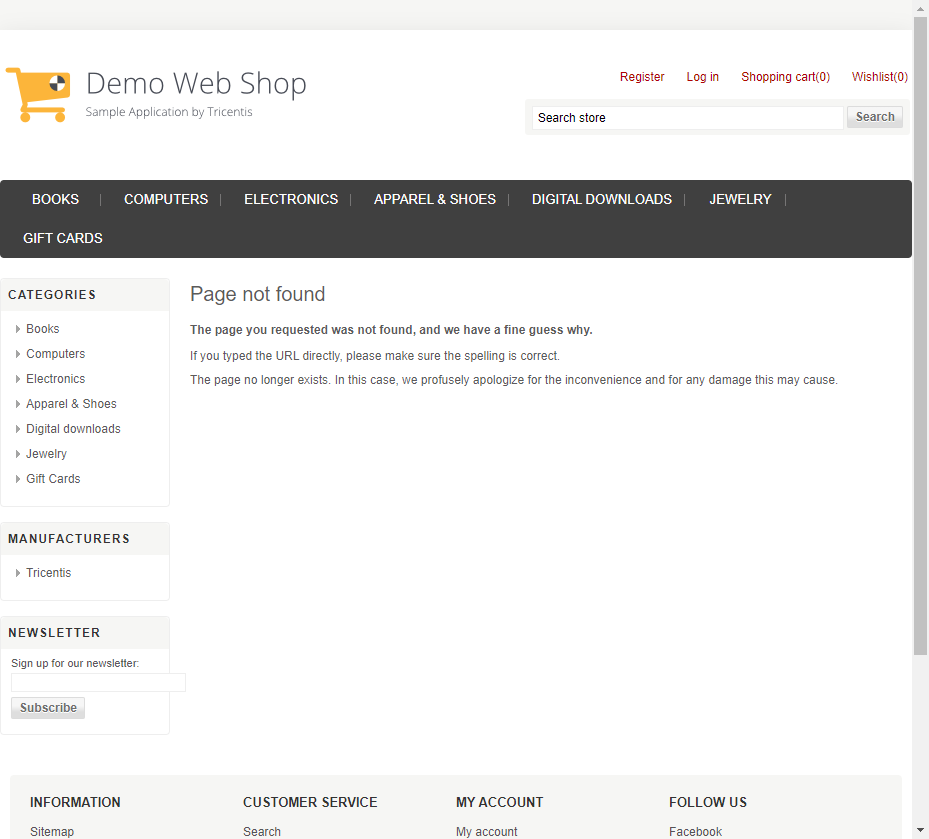 Demo Web Shop
Sample Application by Tricentis
Register Log in Shopping cart(0) Wishlist(0)
Search store Search
BOOKS COMPUTERS ELECTRONICS APPAREL & SHOES DIGITAL DOWNLOADS JEWELRY
GIFT CARDS
CATEGORIES
Books
Computers
Electronics
Apparel & Shoes
Digital downloads
Jewelry
Gift Cards
MANUFACTURERS
Tricentis
NEWSLETTER
Sign up for our newsletter:
Subscribe
Page not found
The page you requested was not found, and we have a fine guess why.
If you typed the URL directly, please make sure the spelling is correct.
The page no longer exists. In this case, we profusely apologize for the inconvenience and for any damage this may cause.
INFORMATION CUSTOMER SERVICE MY ACCOUNT FOLLOW US
Sitemap Search My account Facebook